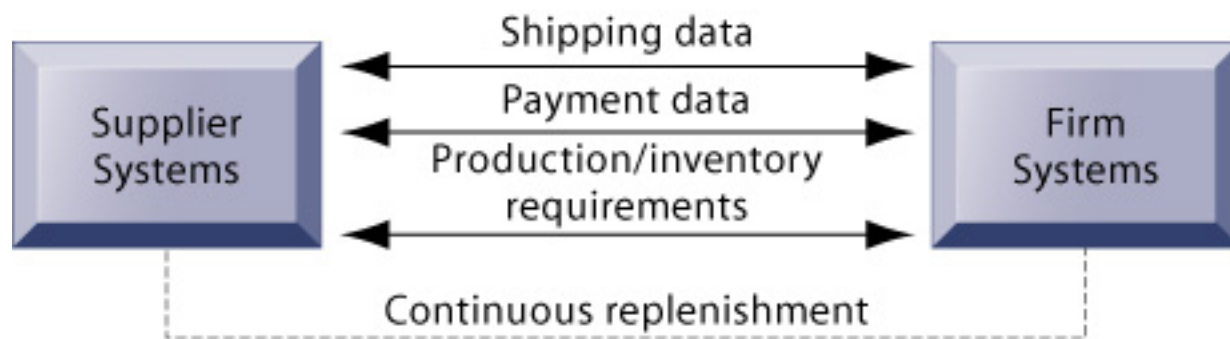 Shipping data
Supplier
Systems
Payment data
Production/inventory
requirements
Firm
Systems
Continuous replenishment